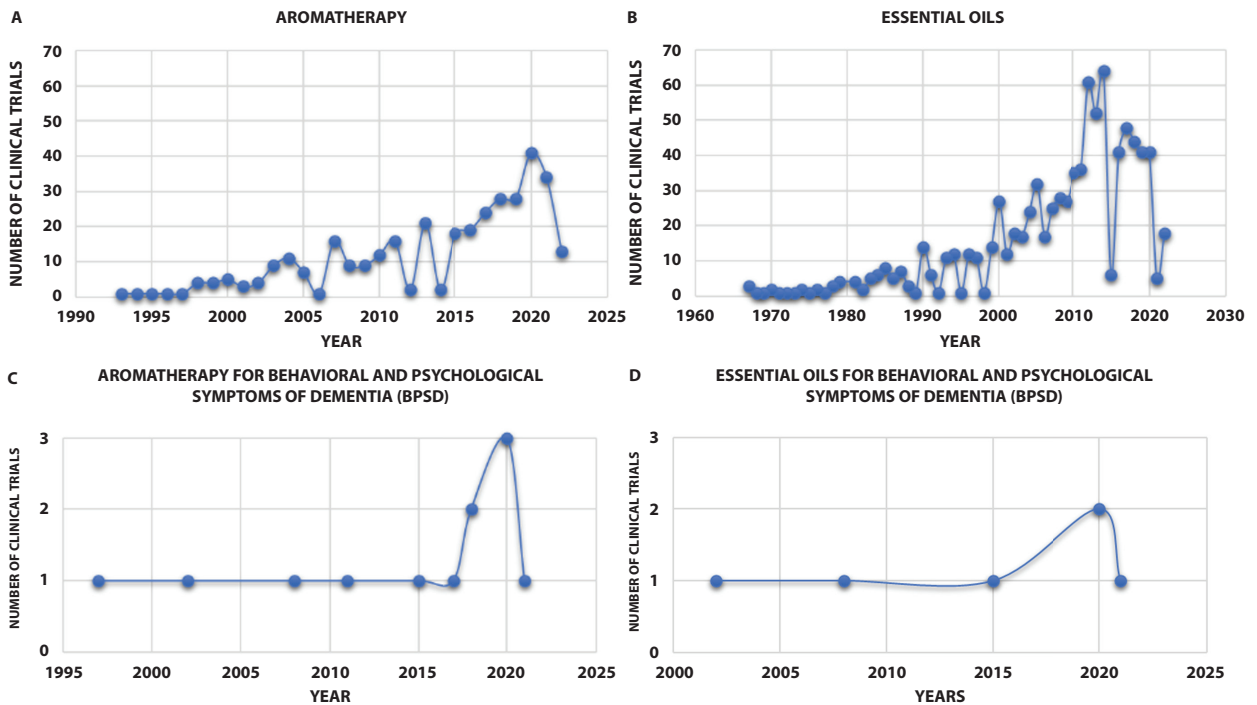 A
AROMATHERAPY
NUMBER OF CLINICAL TRIALS
70
60
50
40
30
20
10
0
1990 1995 2000 2005 2010 2015 2020 2025
YEAR
B
ESSENTIAL OILS
NUMBER OF CLINICAL TRIALS
70
60
50
40
30
20
10
0
1960 1970 1980 1990 2000 2010 2020 2030
YEAR
C
AROMATHERAPY FOR BEHAVIORAL AND PSYCHOLOGICAL
SYMPTOMS OF DEMENTIA (BPSD)
NUMBER OF CLINICAL TRIALS
3
2
1
0
1995 2000 2005 2010 2015 2020 2025
YEAR
D
ESSENTIAL OILS FOR BEHAVIORAL AND PSYCHOLOGICAL
SYMPTOMS OF DEMENTIA (BPSD)
NUMBER OF CLINICAL TRIALS
3
2
1
0
2000 2005 2010 2015 2020 2025
YEARS